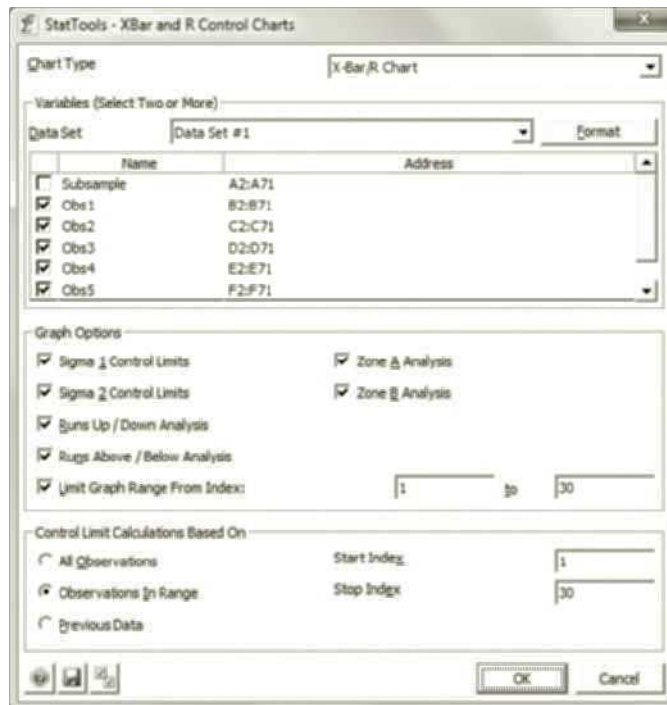 StatTools - XBar and R Control Charts
Chart Type X-Bar/R Chart
Variables (Select Two or More)
Data Set Data Set #1 Format
Name Address
Subsample A2:A71
Obs1 B2:B71
Obs2 C2:C71
Obs3 D2:D71
Obs4 E2:E71
Obs5 F2:F71
Graph Options
Sigma 1 Control Limits Zone A Analysis
Sigma 2 Control Limits Zone B Analysis
Runs Up / Down Analysis
Runs Above / Below Analysis
Limit Graph Range From Index: 1 to 30
Control Limit Calculations Based On
All Observations Start Index 1
Observations In Range Stop Index 30
Previous Data
OK Cancel